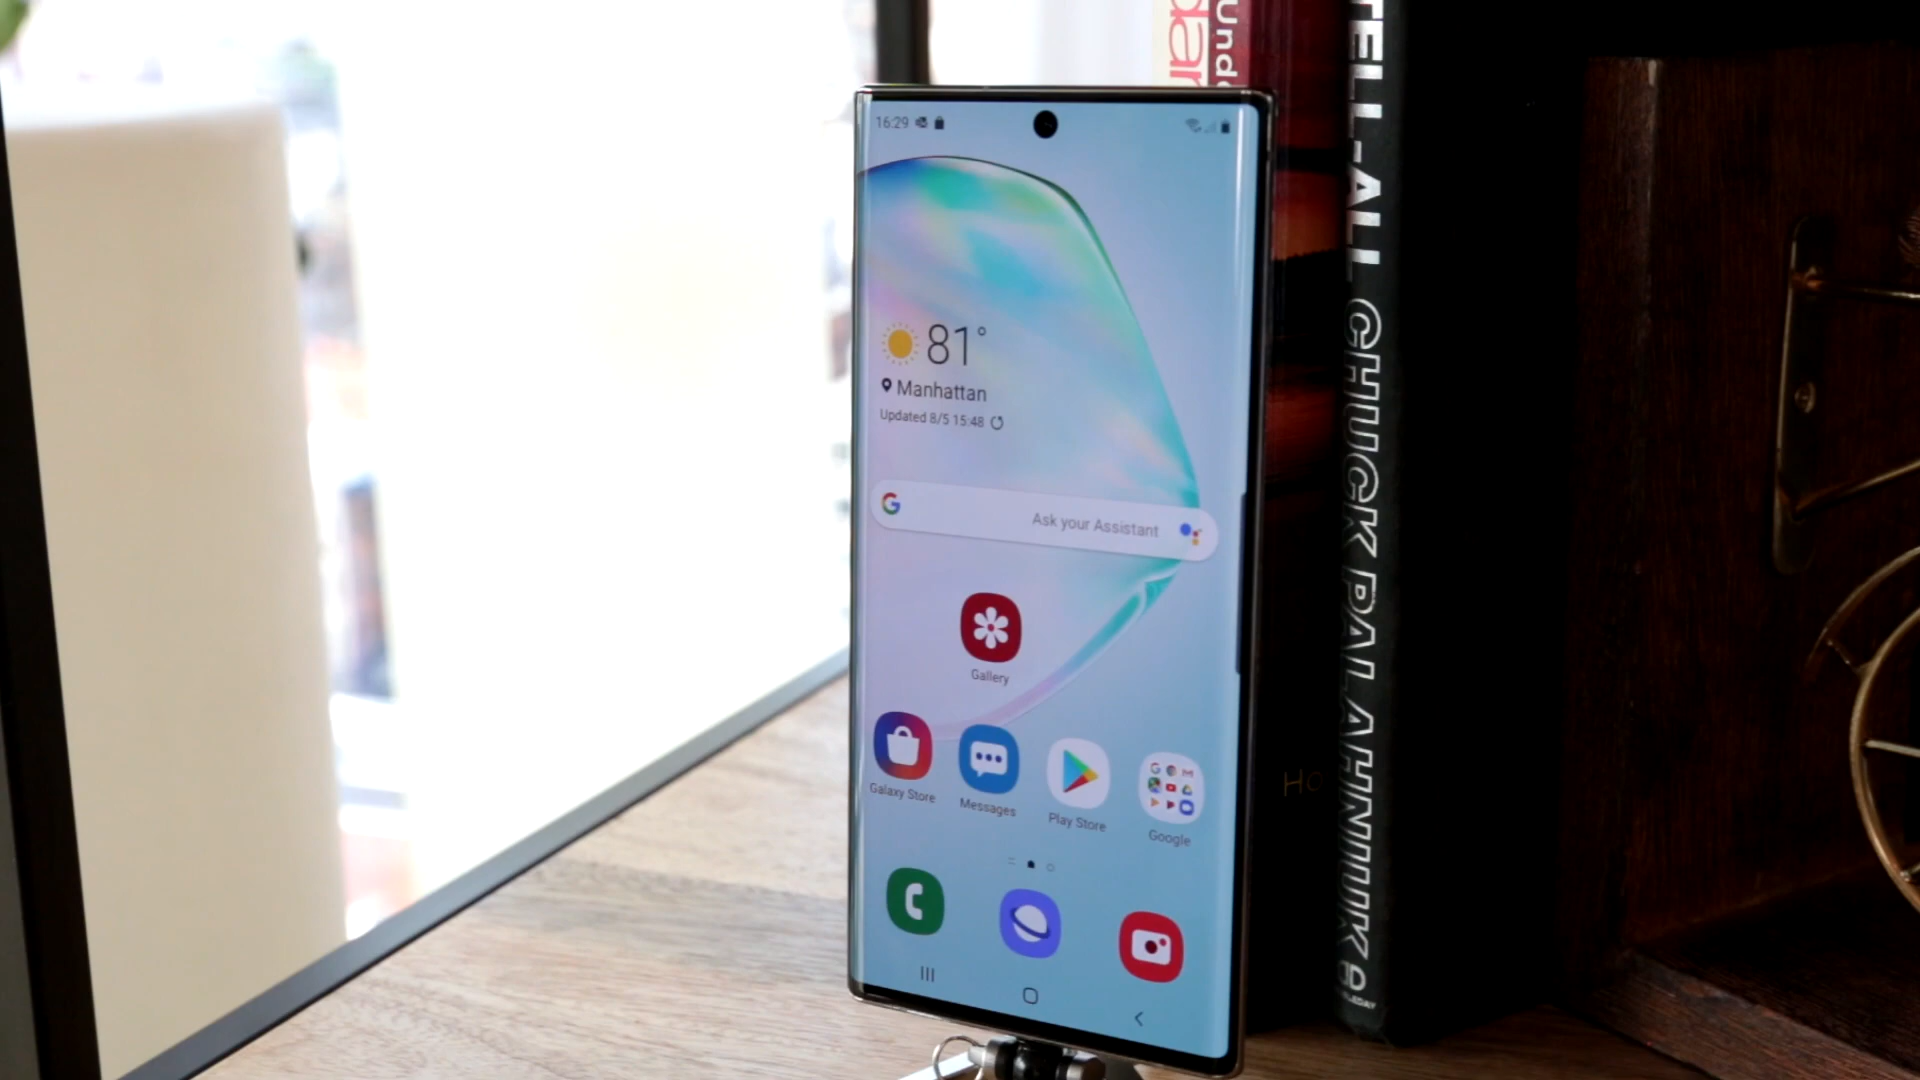 16:29
81°
Manhattan
Updated 8/5 15:48
G
Ask your Assistant
Gallery
Galaxy Store
Messages
Play Store
Google
TELL-ALL CHUCK PALAHNIUK